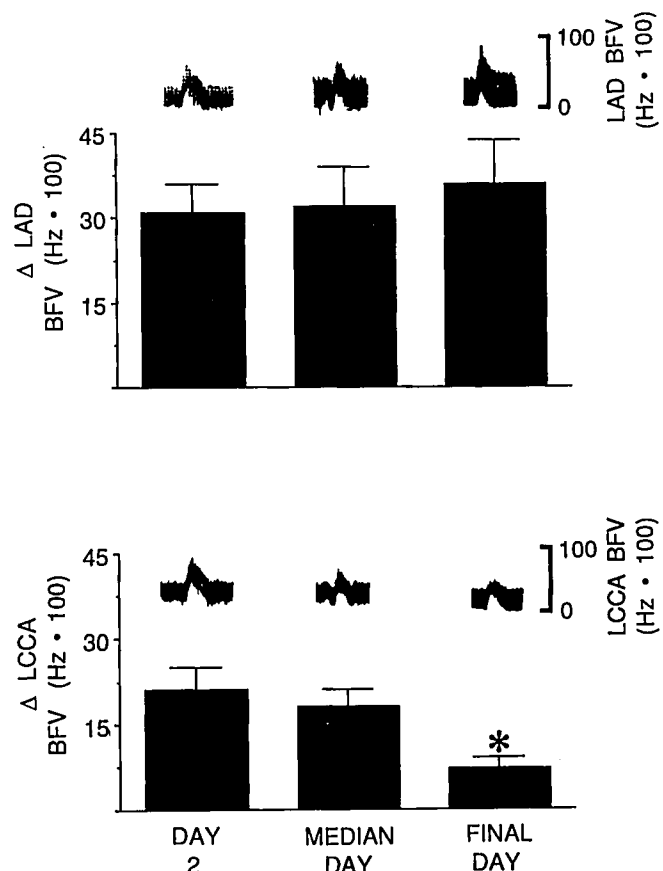 100
0
LAD BFV
(Hz • 100)
45
30
15
Δ LAD
BFV (Hz • 100)
100
0
LCCA BFV
(Hz • 100)
45
30
15
Δ LCCA
BFV (Hz • 100)
*
DAY
2
MEDIAN
DAY
FINAL
DAY